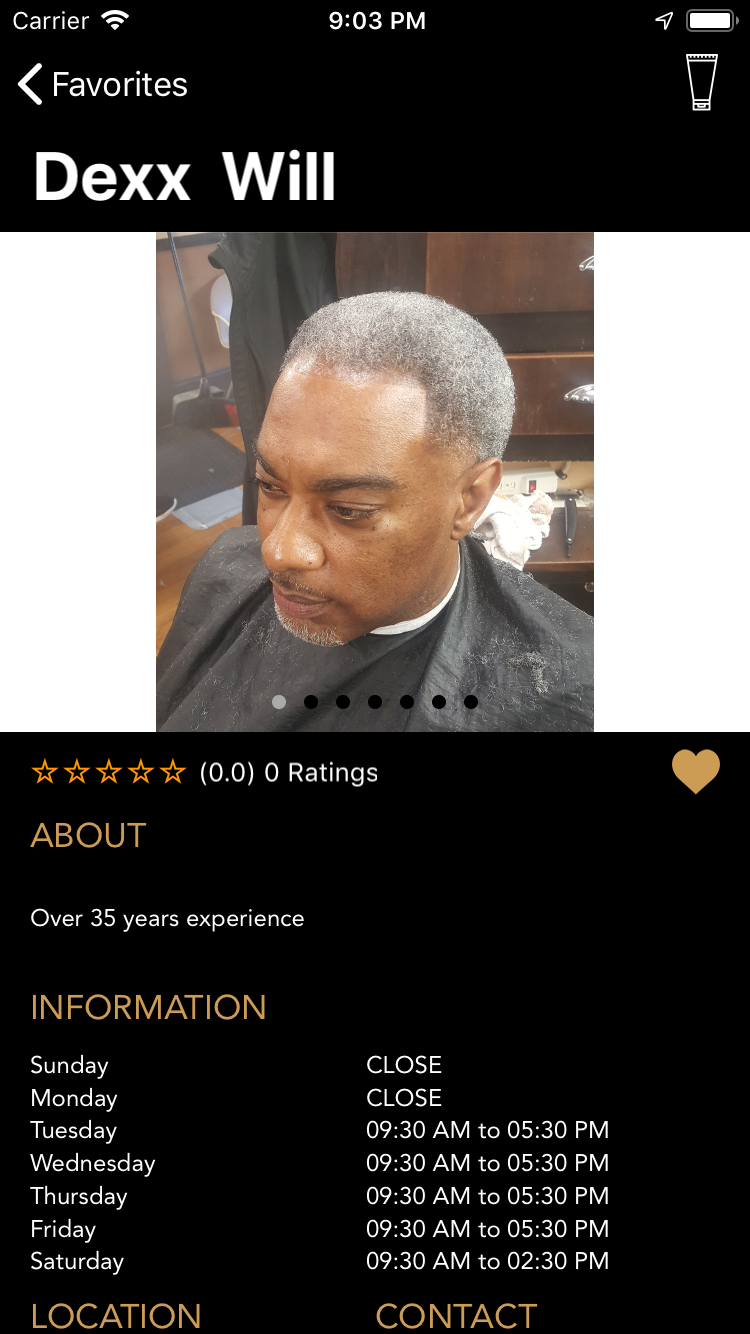 Carrier 9:03 PM
Favorites
Dexx Will
(0.0) 0 Ratings
ABOUT
Over 35 years experience
INFORMATION
Sunday CLOSE
Monday CLOSE
Tuesday 09:30 AM to 05:30 PM
Wednesday 09:30 AM to 05:30 PM
Thursday 09:30 AM to 05:30 PM
Friday 09:30 AM to 05:30 PM
Saturday 09:30 AM to 02:30 PM
LOCATION CONTACT